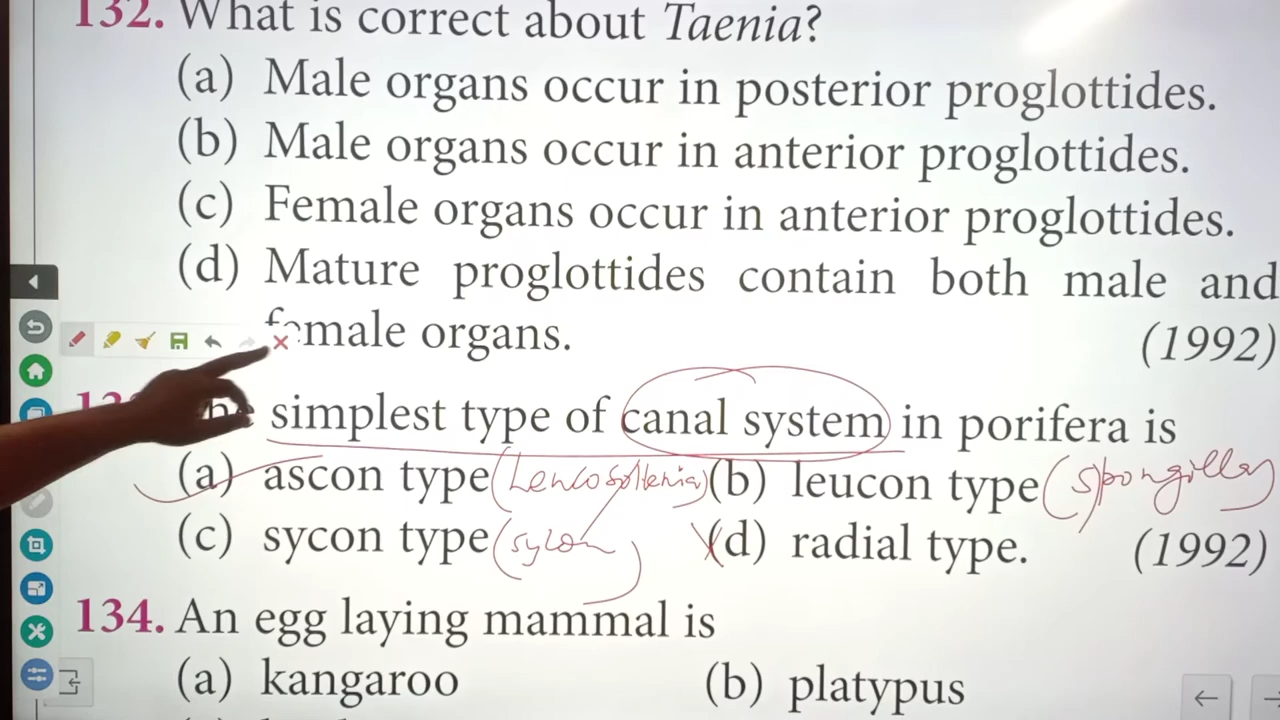 132. What is correct about Taenia?
(a) Male organs occur in posterior proglottides.
(b) Male organs occur in anterior proglottides.
(c) Female organs occur in anterior proglottides.
(d) Mature proglottides contain both male and
female organs. (1992)
simplest type of canal system in porifera is
(a) ascon type (Leucosolenia) (b) leucon type (Spongilla)
(c) sycon type (sycon) (d) radial type. (1992)
134. An egg laying mammal is
(a) kangaroo (b) platypus